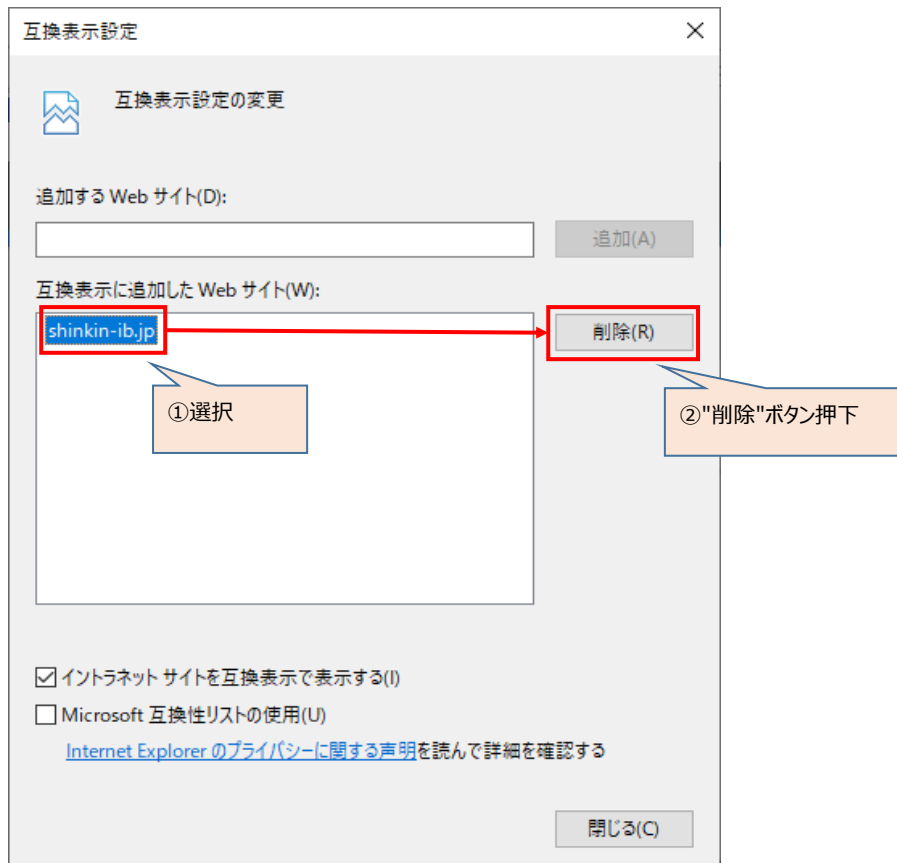 互換表示設定
互換表示設定の変更
追加する Web サイト(D):
追加(A)
互換表示に追加した Web サイト(W):
shinkin-ib.jp
削除(R)
①選択
②"削除"ボタン押下
イントラネット サイトを互換表示で表示する(I)
Microsoft 互換性リストの使用(U)
Internet Explorer のプライバシーに関する声明を読んで詳細を確認する
閉じる(C)